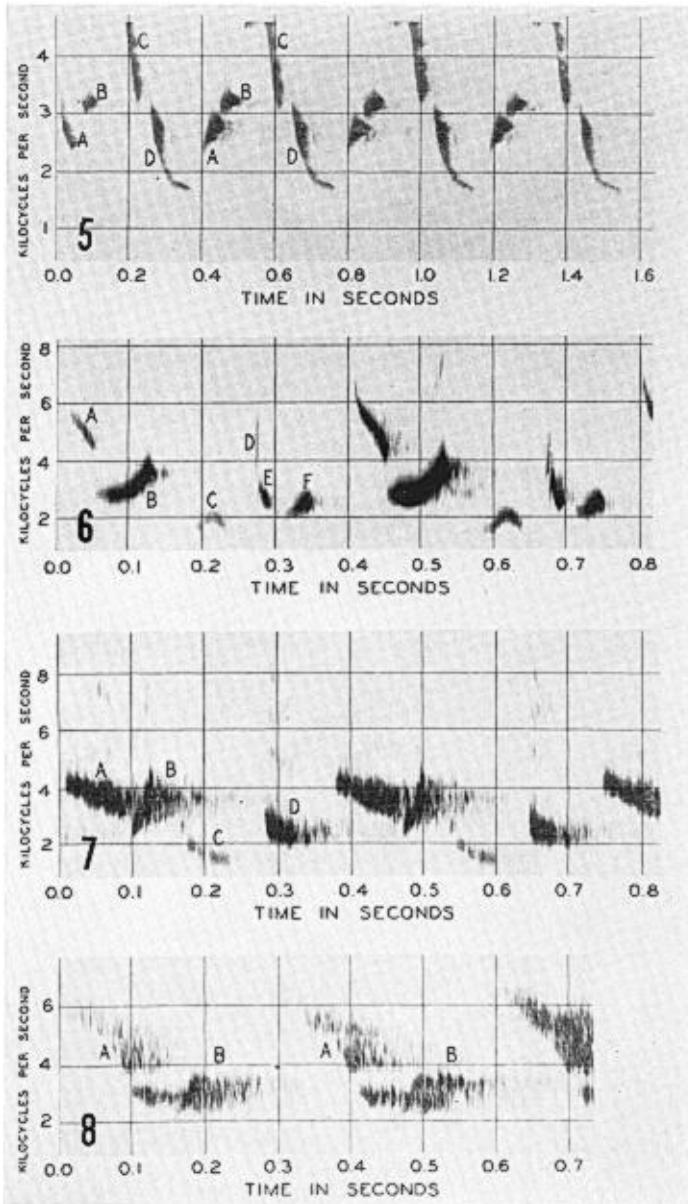 KILOCYCLES PER SECOND
4
3
2
1
C
B
A
D
B
A
C
D
5
0.0 0.2 0.4 0.6 0.8 1.0 1.2 1.4 1.6
TIME IN SECONDS
KILOCYCLES PER SECOND
8
6
4
2
A
B
C
D
E
F
6
0.0 0.1 0.2 0.3 0.4 0.5 0.6 0.7 0.8
TIME IN SECONDS
KILOCYCLES PER SECOND
8
6
4
2
A
B
C
D
7
0.0 0.1 0.2 0.3 0.4 0.5 0.6 0.7 0.8
TIME IN SECONDS
KILOCYCLES PER SECOND
6
4
2
A
B
A
B
8
0.0 0.1 0.2 0.3 0.4 0.5 0.6 0.7
TIME IN SECONDS